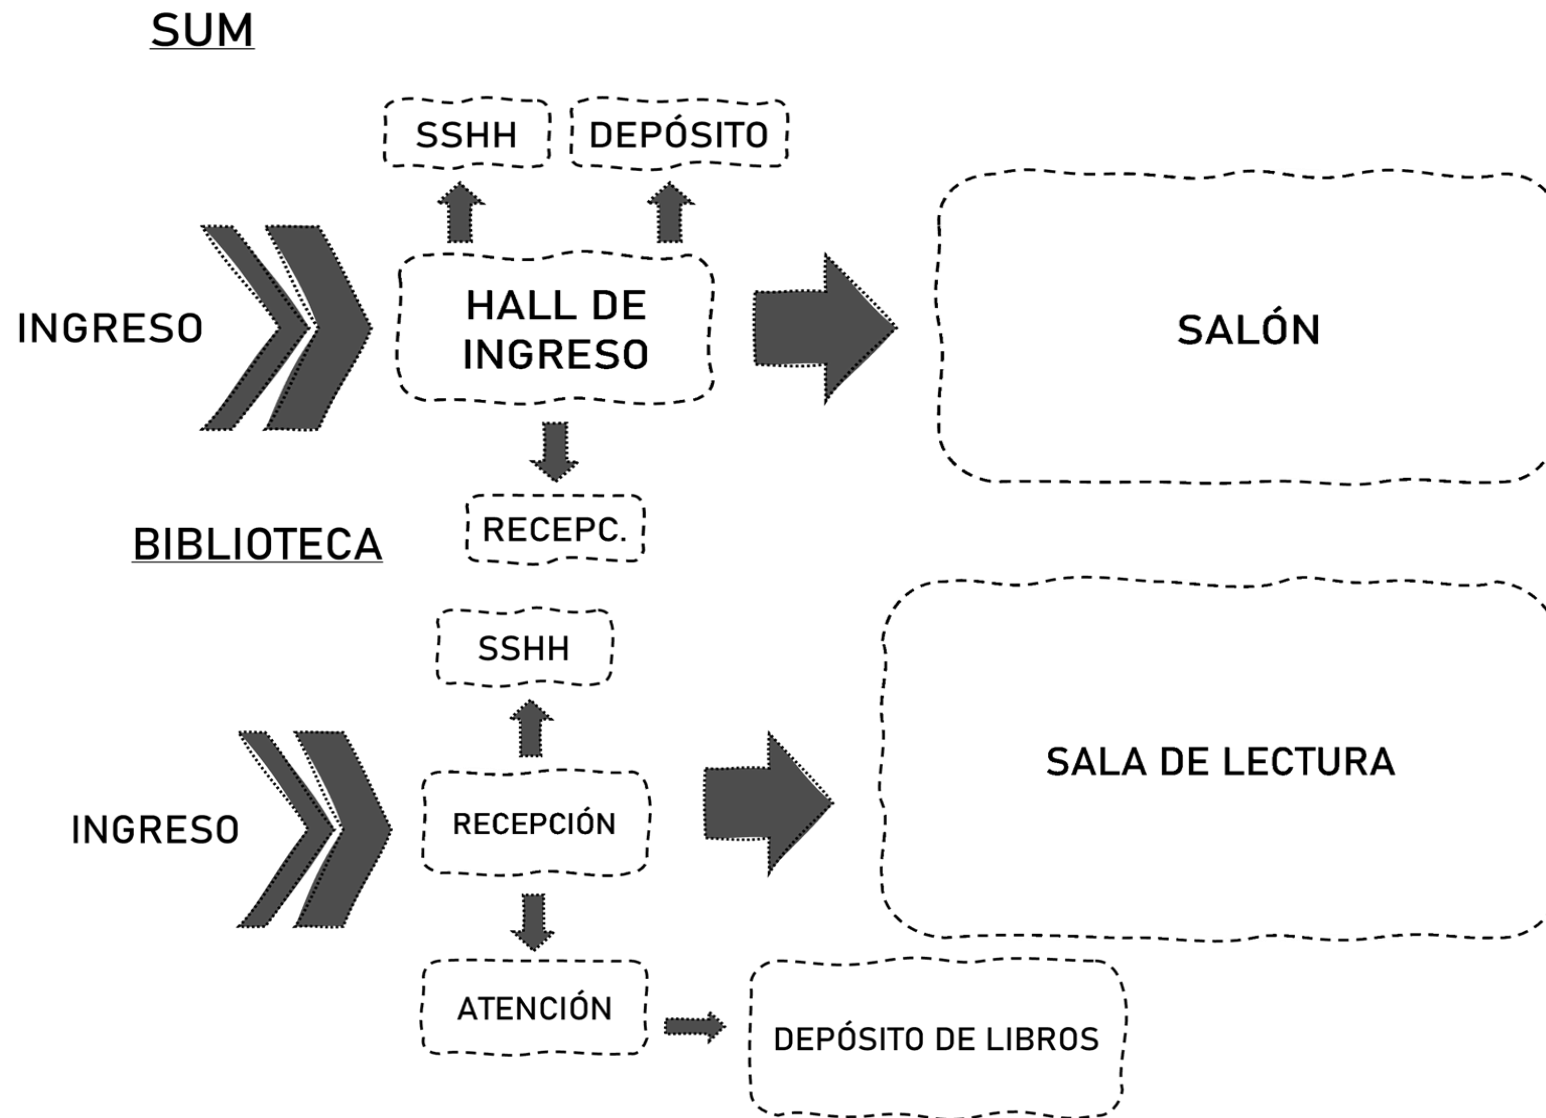 SUM
SSHH
DEPÓSITO
INGRESO
HALL DE
INGRESO
SALÓN
RECEPC.
BIBLIOTECA
SSHH
INGRESO
RECEPCIÓN
SALA DE LECTURA
ATENCIÓN
DEPÓSITO DE LIBROS